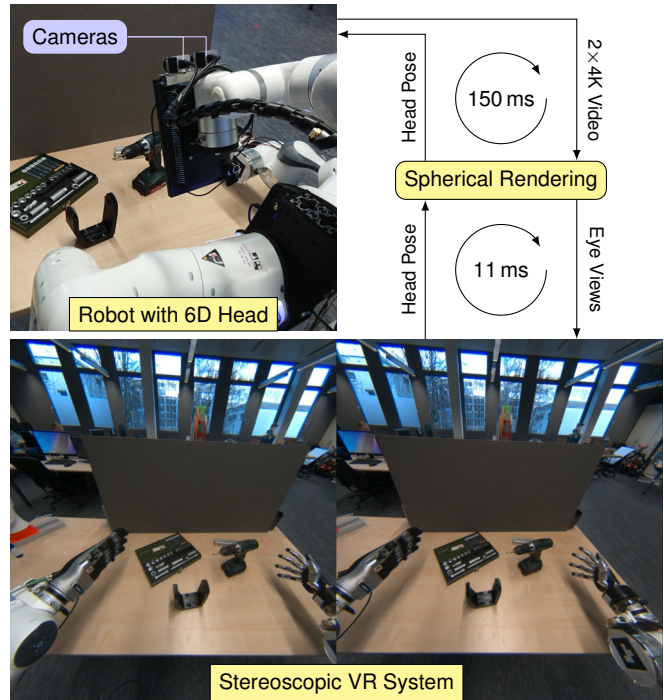 Cameras
Head Pose
150 ms
2×4K Video
Spherical Rendering
Head Pose
11 ms
Eye Views
Robot with 6D Head
Stereoscopic VR System